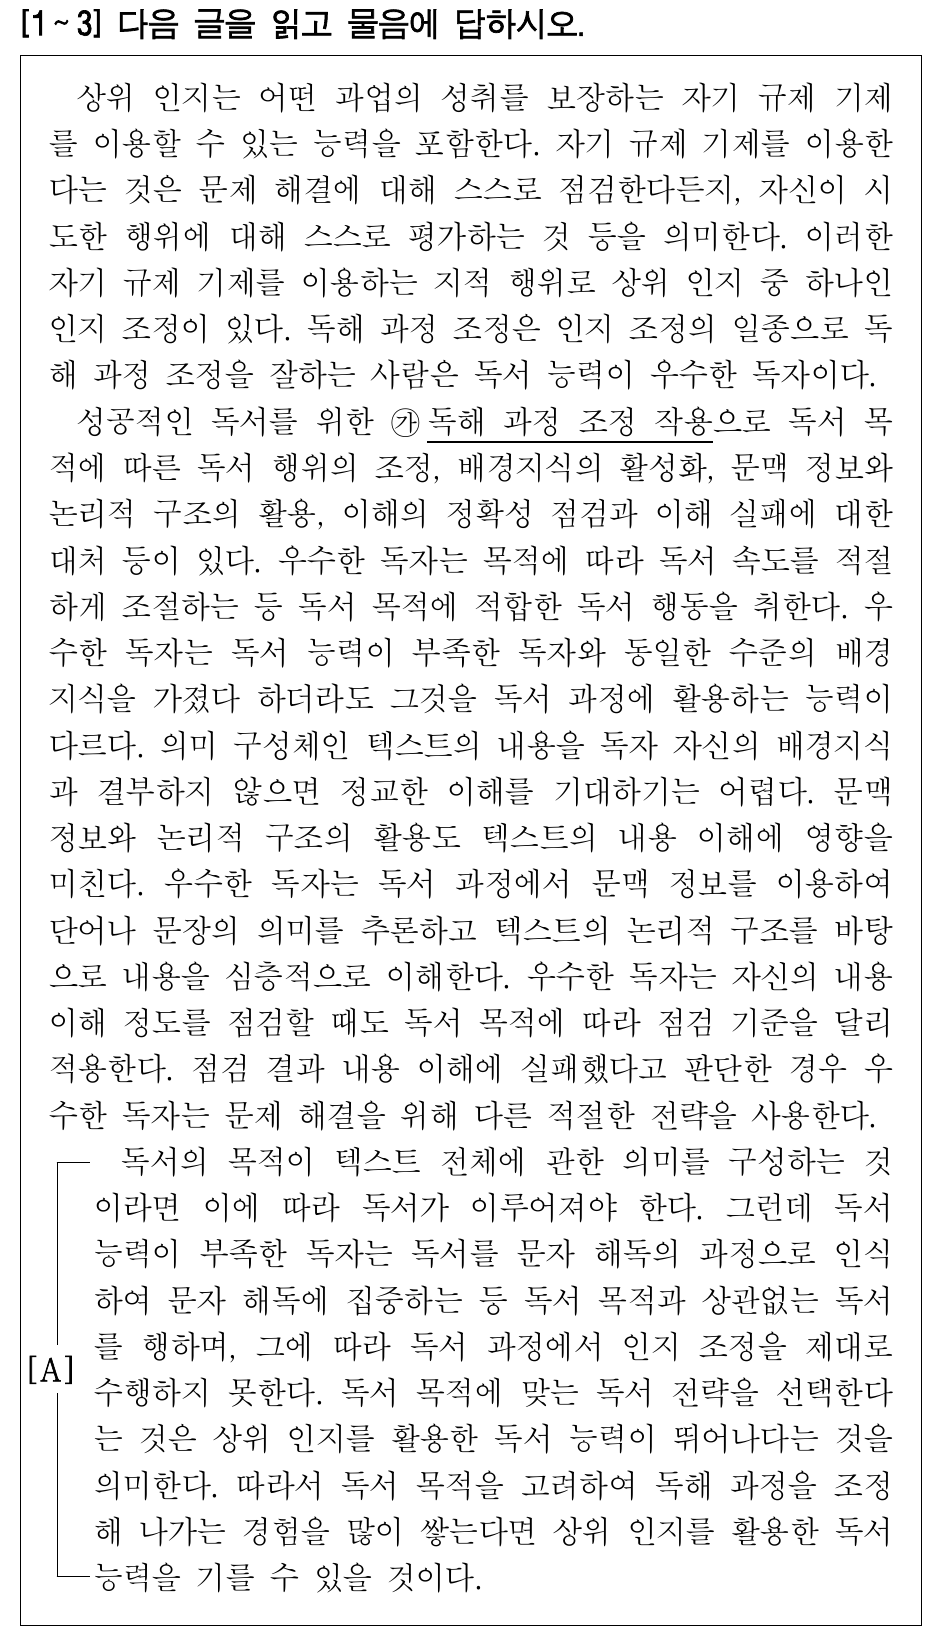 [1~3] 다음 글을 읽고 물음에 답하시오.
상위 인지는 어떤 과업의 성취를 보장하는 자기 규제 기제
를 이용할 수 있는 능력을 포함한다. 자기 규제 기제를 이용한
다는 것은 문제 해결에 대해 스스로 점검한다든지, 자신이 시
도한 행위에 대해 스스로 평가하는 것 등을 의미한다. 이러한
자기 규제 기제를 이용하는 지적 행위로 상위 인지 중 하나인
인지 조정이 있다. 독해 과정 조정은 인지 조정의 일종으로 독
해 과정 조정을 잘하는 사람은 독서 능력이 우수한 독자이다.
성공적인 독서를 위한 ㉮독해 과정 조정 작용으로 독서 목
적에 따른 독서 행위의 조정, 배경지식의 활성화, 문맥 정보와
논리적 구조의 활용, 이해의 정확성 점검과 이해 실패에 대한
대처 등이 있다. 우수한 독자는 목적에 따라 독서 속도를 적절
하게 조절하는 등 독서 목적에 적합한 독서 행동을 취한다. 우
수한 독자는 독서 능력이 부족한 독자와 동일한 수준의 배경
지식을 가졌다 하더라도 그것을 독서 과정에 활용하는 능력이
다르다. 의미 구성체인 텍스트의 내용을 독자 자신의 배경지식
과 결부하지 않으면 정교한 이해를 기대하기는 어렵다. 문맥
정보와 논리적 구조의 활용도 텍스트의 내용 이해에 영향을
미친다. 우수한 독자는 독서 과정에서 문맥 정보를 이용하여
단어나 문장의 의미를 추론하고 텍스트의 논리적 구조를 바탕
으로 내용을 심층적으로 이해한다. 우수한 독자는 자신의 내용
이해 정도를 점검할 때도 독서 목적에 따라 점검 기준을 달리
적용한다. 점검 결과 내용 이해에 실패했다고 판단한 경우 우
수한 독자는 문제 해결을 위해 다른 적절한 전략을 사용한다.
독서의 목적이 텍스트 전체에 관한 의미를 구성하는 것
이라면 이에 따라 독서가 이루어져야 한다. 그런데 독서
능력이 부족한 독자는 독서를 문자 해독의 과정으로 인식
하여 문자 해독에 집중하는 등 독서 목적과 상관없는 독서
를 행하며, 그에 따라 독서 과정에서 인지 조정을 제대로
[A]
수행하지 못한다. 독서 목적에 맞는 독서 전략을 선택한다
는 것은 상위 인지를 활용한 독서 능력이 뛰어나다는 것을
의미한다. 따라서 독서 목적을 고려하여 독해 과정을 조정
해 나가는 경험을 많이 쌓는다면 상위 인지를 활용한 독서
능력을 기를 수 있을 것이다.